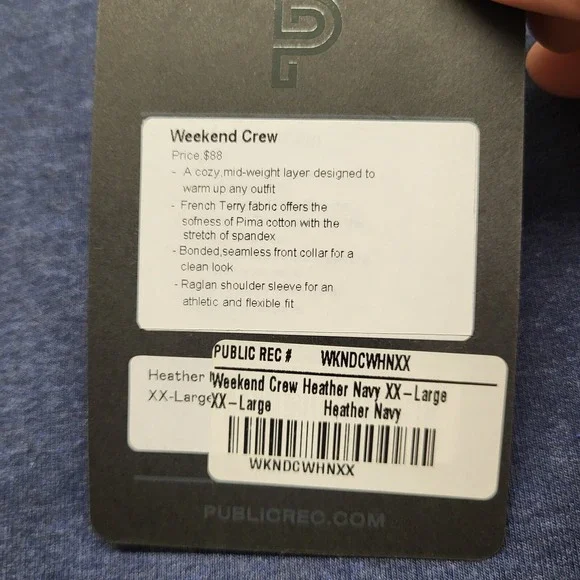 P
Weekend Crew
Price $88
- A cozy,mid-weight layer designed to
warm up any outfit
- French Terry fabric offers the
sofness of Pima cotton with the
stretch of spandex
- Bonded,seamless front collar for a
clean look
- Raglan shoulder sleeve for an
athletic and flexible fit
PUBLIC REC # WKNDCWHNXX
Heather
Weekend Crew Heather Navy XX-Large
XX-Large
XX-Large Heather Navy
WKNDCWHNXX
PUBLICREC.COM